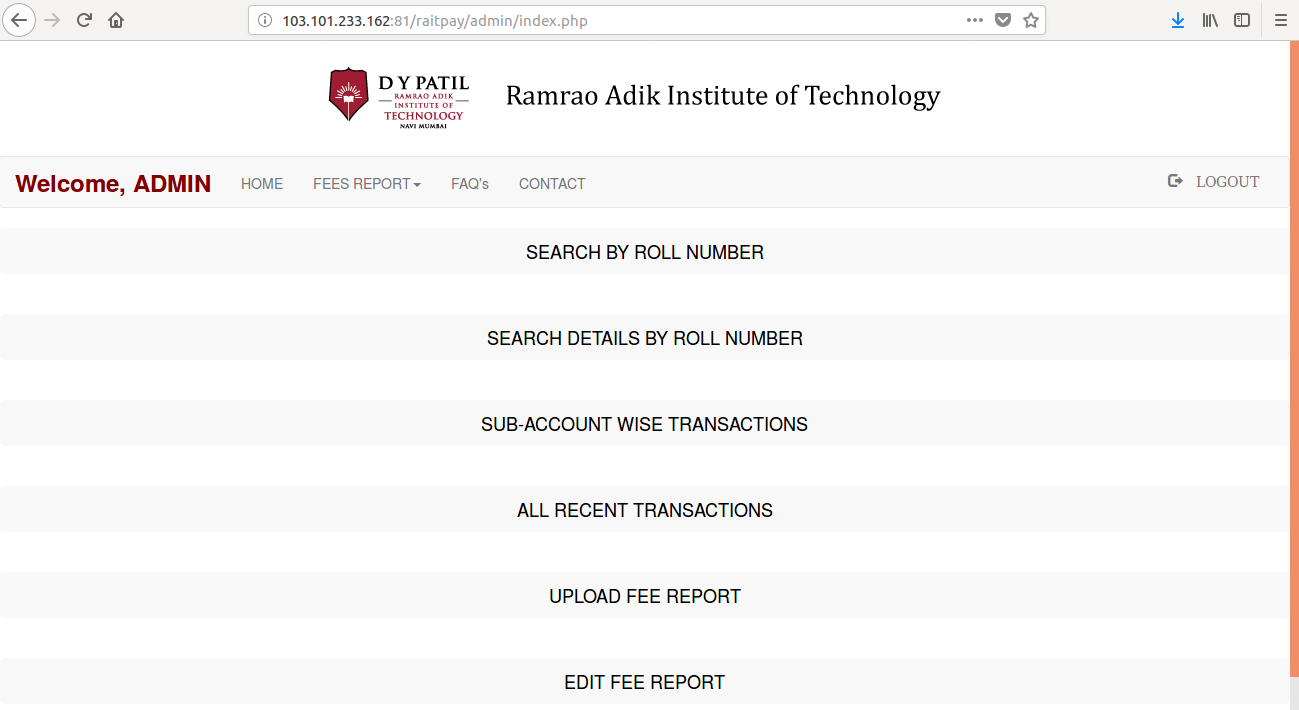 103.101.233.162:81/raitpay/admin/index.php
D Y PATIL
RAMRAO ADIK
INSTITUTE OF
TECHNOLOGY
NAVI MUMBAI
Ramrao Adik Institute of Technology
Welcome, ADMIN HOME FEES REPORT FAQ's CONTACT LOGOUT
SEARCH BY ROLL NUMBER
SEARCH DETAILS BY ROLL NUMBER
SUB-ACCOUNT WISE TRANSACTIONS
ALL RECENT TRANSACTIONS
UPLOAD FEE REPORT
EDIT FEE REPORT